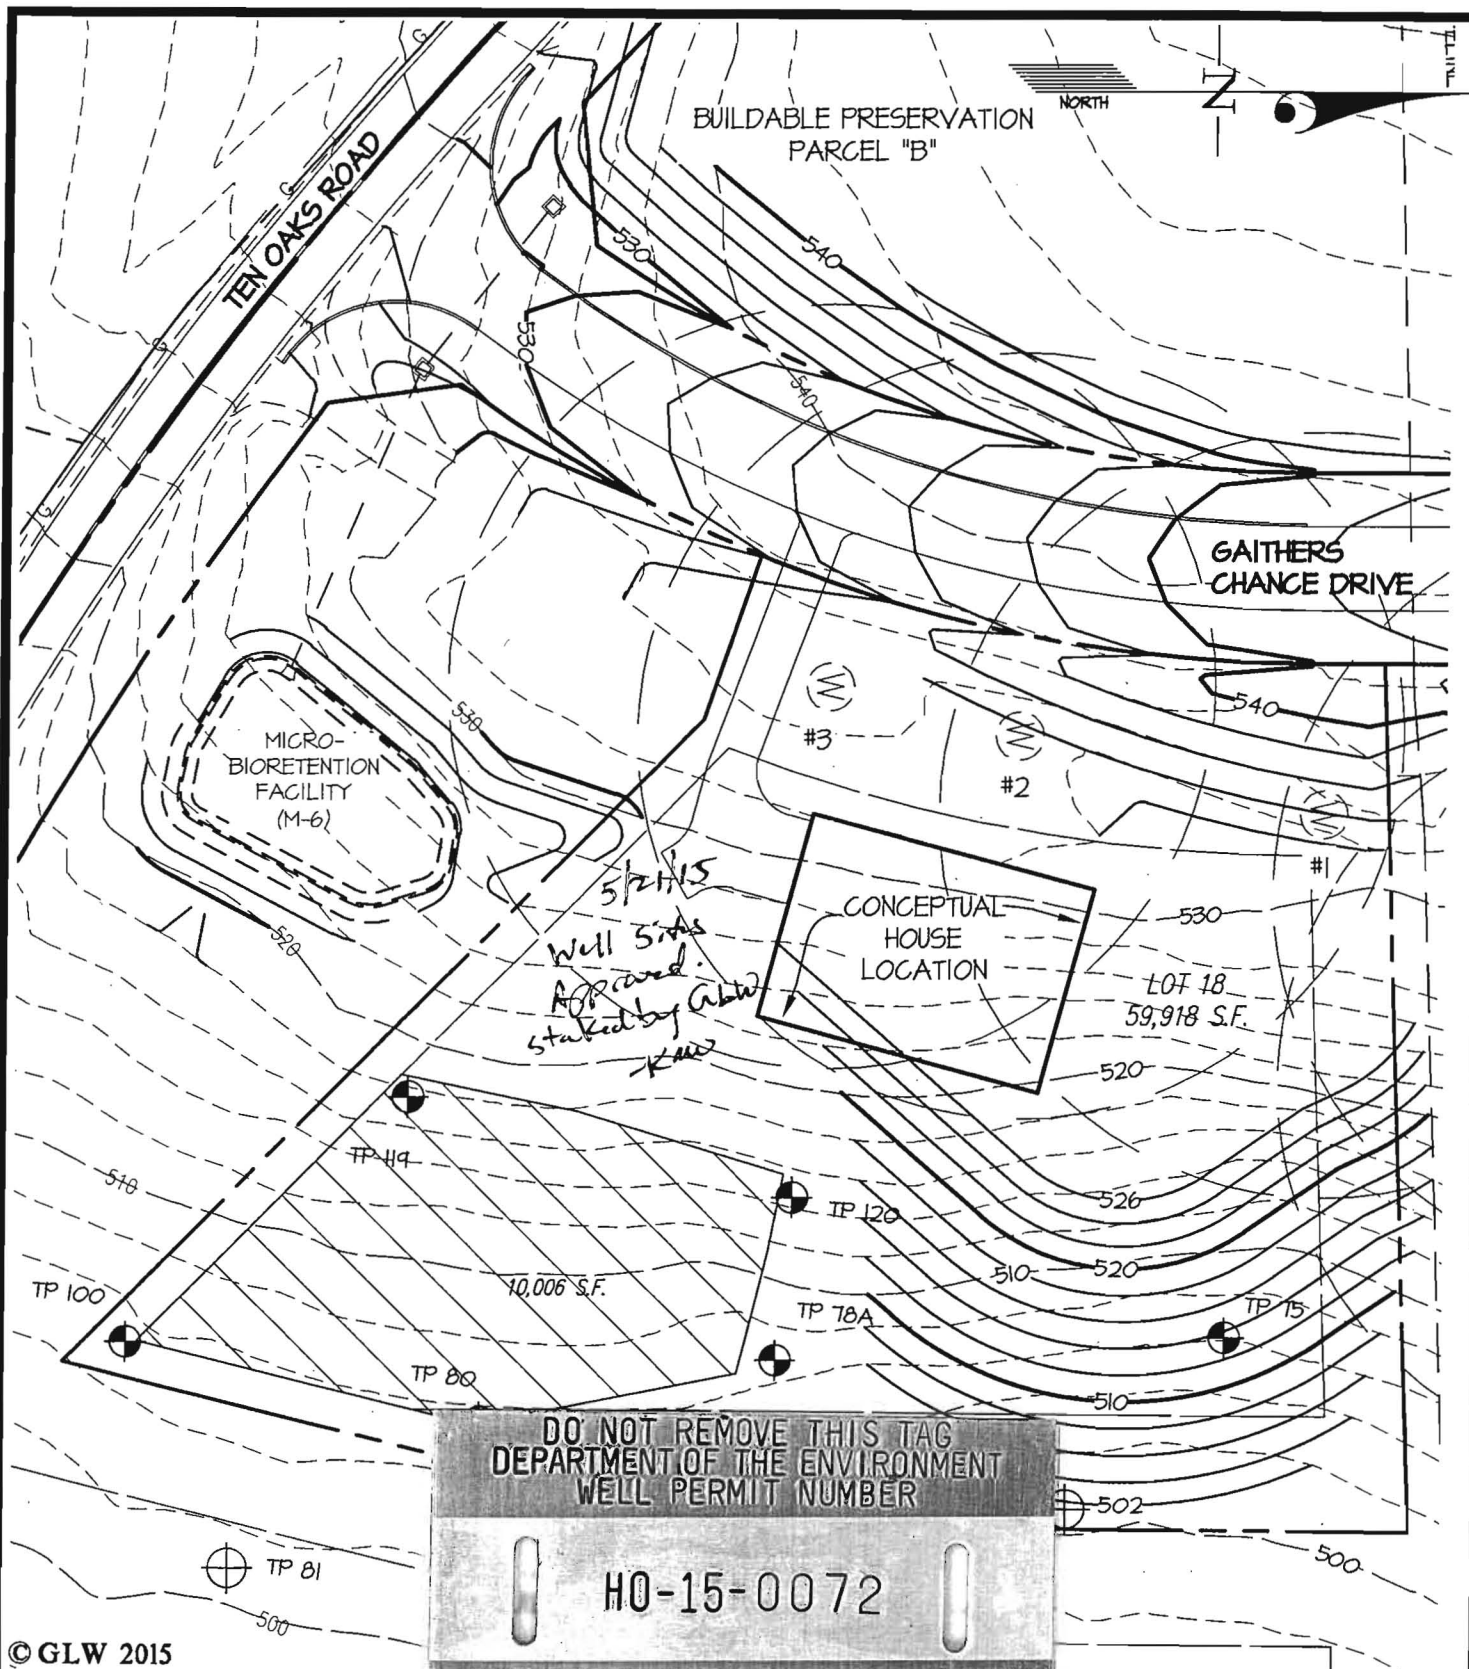 BUILDABLE PRESERVATION
PARCEL "B"
NORTH
N
G
TEN OAKS ROAD
G
530
540
530
540
G
G
GAITHERS
CHANCE DRIVE
W
#3
W
#2
540
W
#1
530
MICRO-
BIORETENTION
FACILITY
(M-6)
520
5/21/15
Well Sites
Approved.
staked by GLW
-KMW
CONCEPTUAL
HOUSE
LOCATION
530
LOT 18
59,918 S.F.
520
TP 119
510
TP 120
526
520
510
10,006 S.F.
TP 100
TP 78A
TP 75
TP 80
510
DO NOT REMOVE THIS TAG
DEPARTMENT OF THE ENVIRONMENT
WELL PERMIT NUMBER
502
500
TP 81
HO-15-0072
500
© GLW 2015